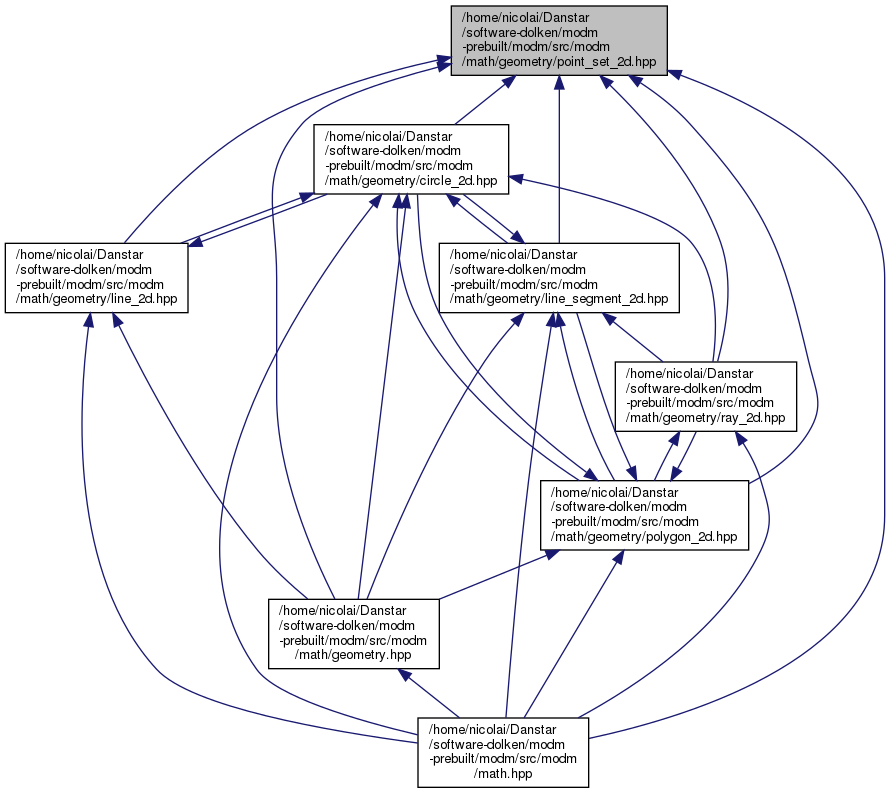 /home/nicolai/Danstar
/software-dolken/modm
-prebuilt/modm/src/modm
/math/geometry/point_set_2d.hpp
/home/nicolai/Danstar
/software-dolken/modm
-prebuilt/modm/src/modm
/math/geometry/circle_2d.hpp
/home/nicolai/Danstar
/software-dolken/modm
-prebuilt/modm/src/modm
/math/geometry/line_2d.hpp
/home/nicolai/Danstar
/software-dolken/modm
-prebuilt/modm/src/modm
/math/geometry/line_segment_2d.hpp
/home/nicolai/Danstar
/software-dolken/modm
-prebuilt/modm/src/modm
/math/geometry/ray_2d.hpp
/home/nicolai/Danstar
/software-dolken/modm
-prebuilt/modm/src/modm
/math/geometry/polygon_2d.hpp
/home/nicolai/Danstar
/software-dolken/modm
-prebuilt/modm/src/modm
/math/geometry.hpp
/home/nicolai/Danstar
/software-dolken/modm
-prebuilt/modm/src/modm
/math.hpp